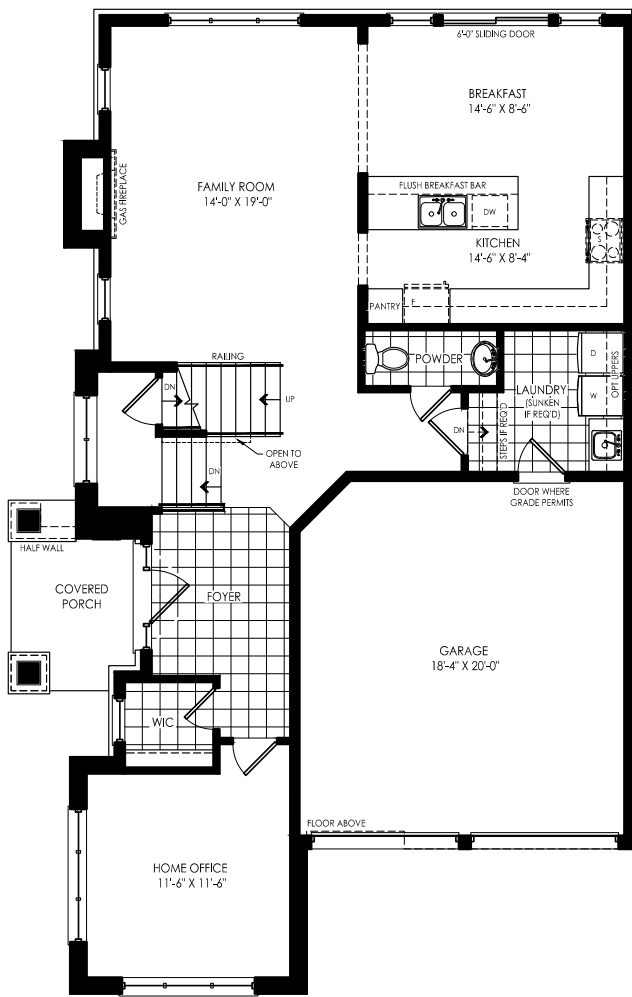 6'-0" SLIDING DOOR
BREAKFAST
14'-6" X 8'-6"
FAMILY ROOM
14'-0" X 19'-0"
GAS FIREPLACE
FLUSH BREAKFAST BAR
DW
KITCHEN
14'-6" X 8'-4"
S
PANTRY
F
RAILING
POWDER
D
W
OPT UPPERS
LAUNDRY
(SUNKEN
IF REQ'D)
DN
UP
DN
STEPS IF REQ'D
OPEN TO
ABOVE
DN
DOOR WHERE
GRADE PERMITS
HALF WALL
COVERED
PORCH
FOYER
GARAGE
18'-4" X 20'-0"
WIC
FLOOR ABOVE
HOME OFFICE
11'-6" X 11'-6"